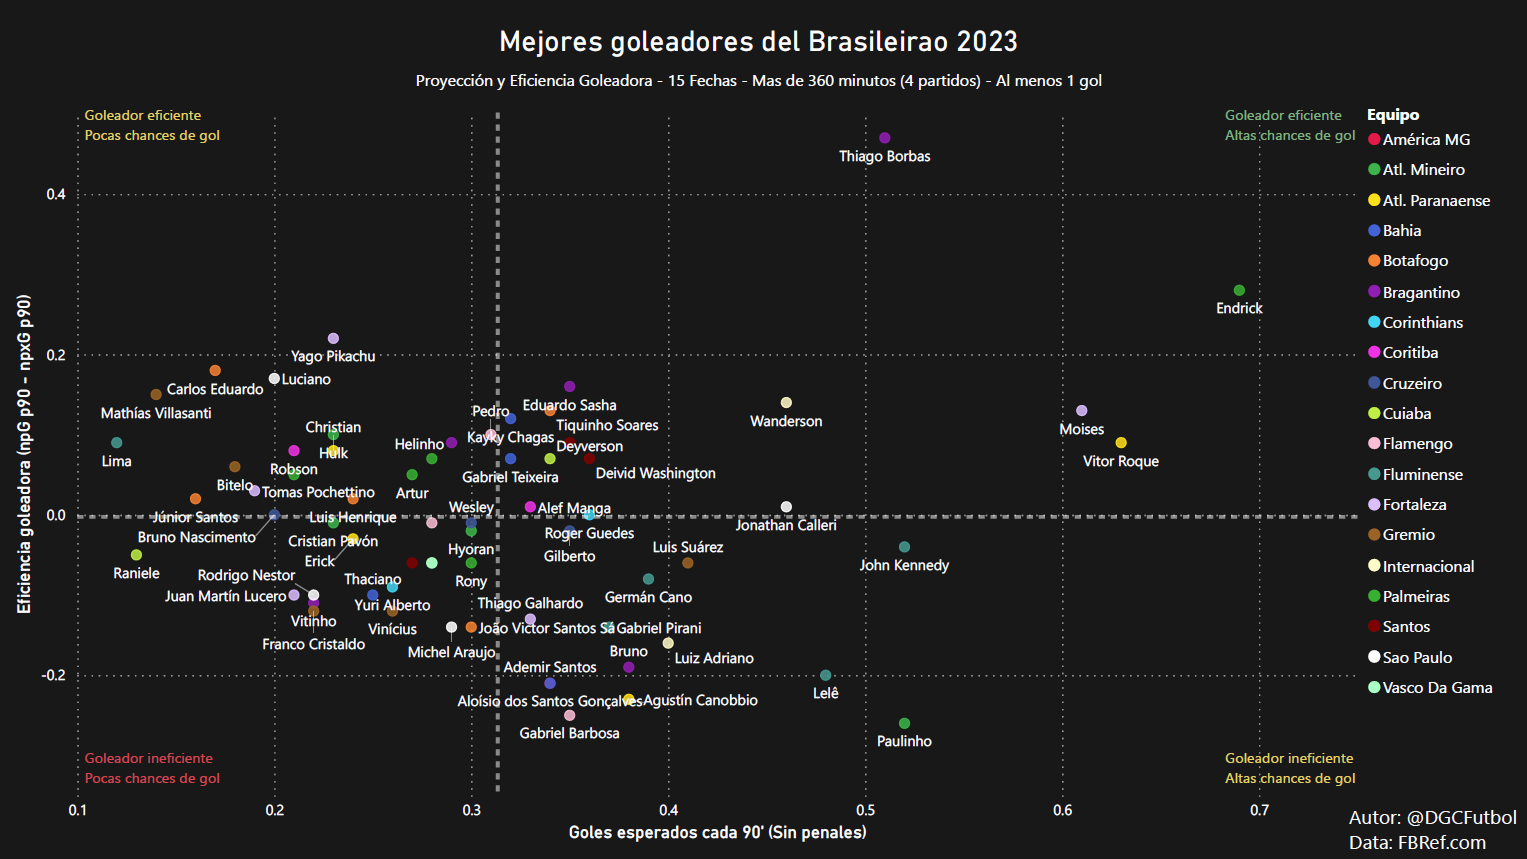 Mejores goleadores del Brasileirao 2023
Proyección y Eficiencia Goleadora - 15 Fechas - Mas de 360 minutos (4 partidos) - Al menos 1 gol
Goleador eficiente
Pocas chances de gol
Goleador eficiente
Altas chances de gol
Equipo
América MG
Atl. Mineiro
Atl. Paranaense
Bahia
Botafogo
Bragantino
Corinthians
Coritiba
Cruzeiro
Cuiaba
Flamengo
Fluminense
Fortaleza
Gremio
Internacional
Palmeiras
Santos
Sao Paulo
Vasco Da Gama
Eficiencia goleadora (npG p90 - npxG p90)
0.4
0.2
0.0
-0.2
Thiago Borbas
Endrick
Yago Pikachu
Carlos Eduardo
Luciano
Mathías Villasanti
Eduardo Sasha
Pedro
Wanderson
Moises
Tiquinho Soares
Christian
Kayky Chagas
Helinho
Deyverson
Hulk
Lima
Vitor Roque
Robson
Gabriel Teixeira
Deivid Washington
Bitelo
Tomas Pochettino
Artur
Júnior Santos
Luis Henrique
Wesley
Alef Manga
Jonathan Calleri
Bruno Nascimento
Cristian Pavón
Roger Guedes
Erick
Hyoran
Gilberto
Luis Suárez
John Kennedy
Raniele
Rodrigo Nestor
Thaciano
Rony
Juan Martín Lucero
Yuri Alberto
Thiago Galhardo
Germán Cano
Vitinho
Vinícius
João Victor Santos Sá
Gabriel Pirani
Franco Cristaldo
Michel Araujo
Bruno
Luiz Adriano
Ademir Santos
Aloísio dos Santos Gonçalves
Agustín Canobbio
Lelê
Gabriel Barbosa
Paulinho
Goleador ineficiente
Pocas chances de gol
Goleador ineficiente
Altas chances de gol
0.1
0.2
0.3
0.4
0.5
0.6
0.7
Goles esperados cada 90' (Sin penales)
Autor: @DGCFutbol
Data: FBRef.com